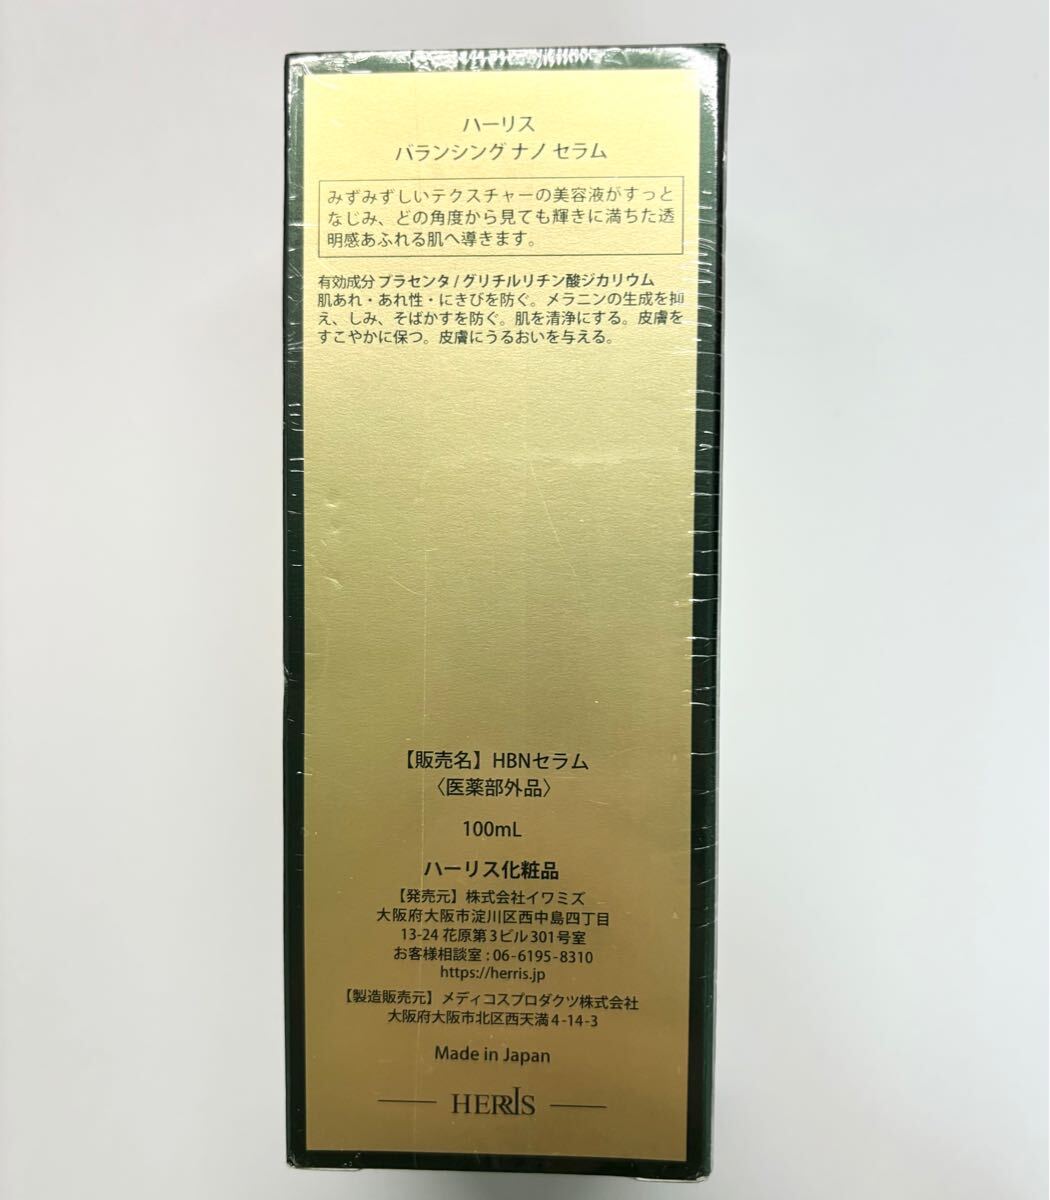 ハーリス
バランシング ナノ セラム
みずみずしいテクスチャーの美容液がすっと
なじみ、どの角度から見ても輝きに満ちた透
明感あふれる肌へ導きます。
有効成分 プラセンタ / グリチルリチン酸ジカリウム
肌あれ・あれ性・にきびを防ぐ。メラニンの生成を抑
え、しみ、そばかすを防ぐ。肌を清浄にする。皮膚を
すこやかに保つ。皮膚にうるおいを与える。
【販売名】HBNセラム
〈医薬部外品〉
100mL
ハーリス化粧品
【発売元】株式会社イワミズ
大阪府大阪市淀川区西中島四丁目
13-24 花原第3ビル301号室
お客様相談室 : 06-6195-8310
https://herris.jp
【製造販売元】メディコスプロダクツ株式会社
大阪府大阪市北区西天満4-14-3
Made in Japan
HERRIS